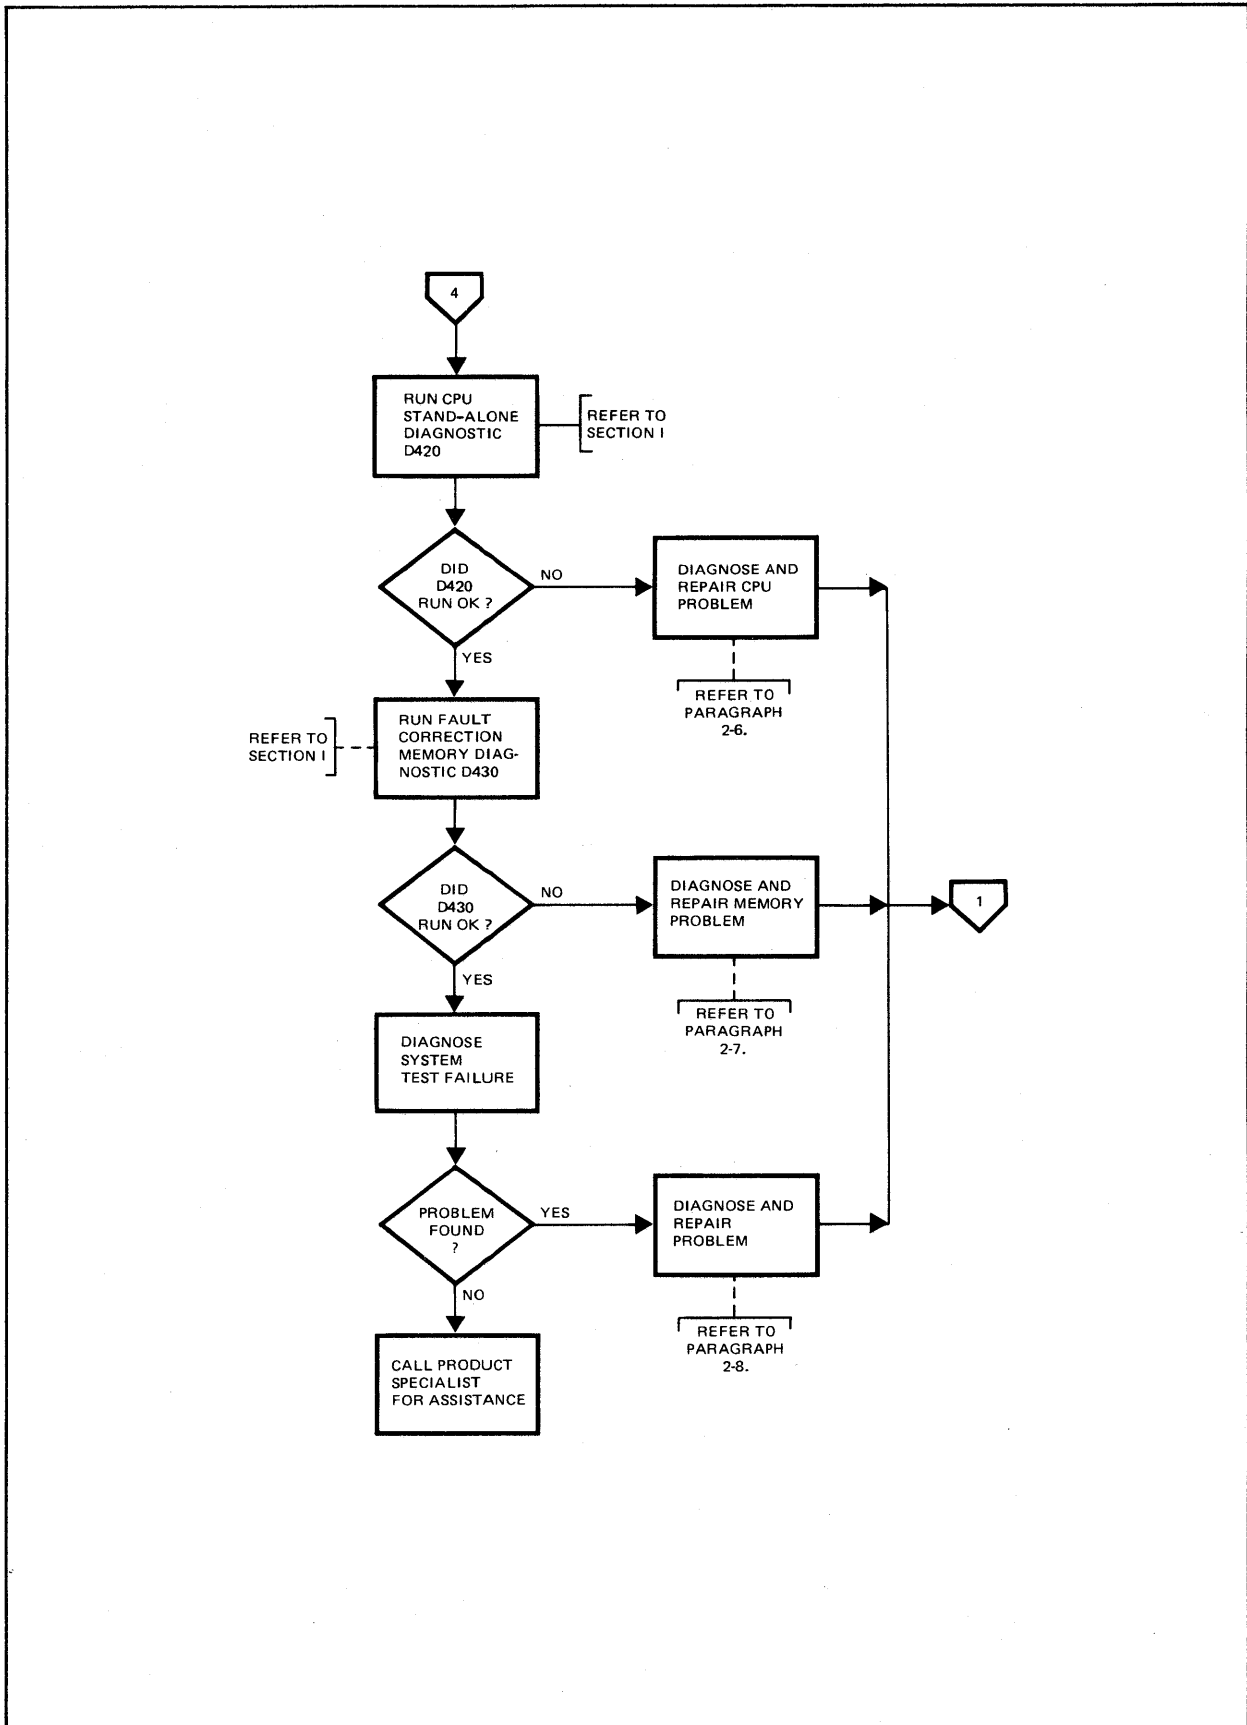 4
RUN CPU
STAND-ALONE
DIAGNOSTIC
D420
REFER TO
SECTION I
DID
D420
RUN OK ?
NO
DIAGNOSE AND
REPAIR CPU
PROBLEM
YES
REFER TO
PARAGRAPH
2-6.
REFER TO
SECTION I
RUN FAULT
CORRECTION
MEMORY DIAG-
NOSTIC D430
DID
D430
RUN OK ?
NO
DIAGNOSE AND
REPAIR MEMORY
PROBLEM
1
YES
REFER TO
PARAGRAPH
2-7.
DIAGNOSE
SYSTEM
TEST FAILURE
PROBLEM
FOUND
?
YES
DIAGNOSE AND
REPAIR
PROBLEM
NO
REFER TO
PARAGRAPH
2-8.
CALL PRODUCT
SPECIALIST
FOR ASSISTANCE